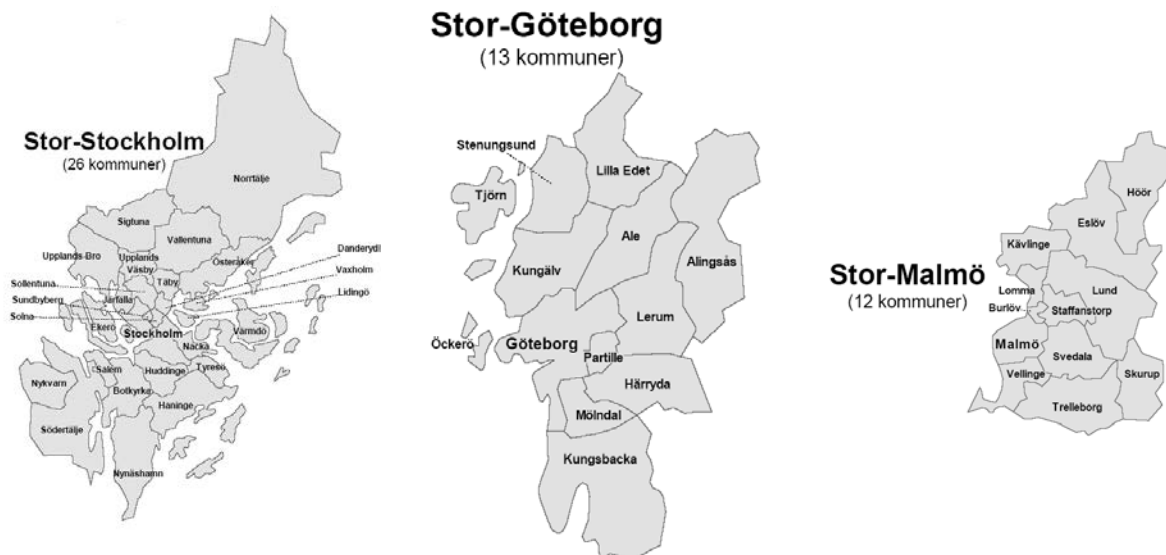 Stor-Stockholm
(26 kommuner)
Norrtälje
Sigtuna
Vallentuna
Upplands-Bro
Upplands
Väsby
Österåker
Danderyd
Sollentuna
Täby
Vaxholm
Sundbyberg
Järfalla
Lidingö
Solna
Ekerö
Stockholm
Värmdö
Nacka
Nykvarn
Salem
Huddinge
Tyresö
Botkyrka
Haninge
Södertälje
Nynäshamn
Stor-Göteborg
(13 kommuner)
Stenungsund
Lilla Edet
Tjörn
Ale
Kungälv
Alingsås
Lerum
Öckerö
Göteborg
Partille
Härryda
Mölndal
Kungsbacka
Stor-Malmö
(12 kommuner)
Höör
Eslöv
Kävlinge
Lomma
Lund
Burlöv
Staffanstorp
Malmö
Svedala
Vellinge
Skurup
Trelleborg